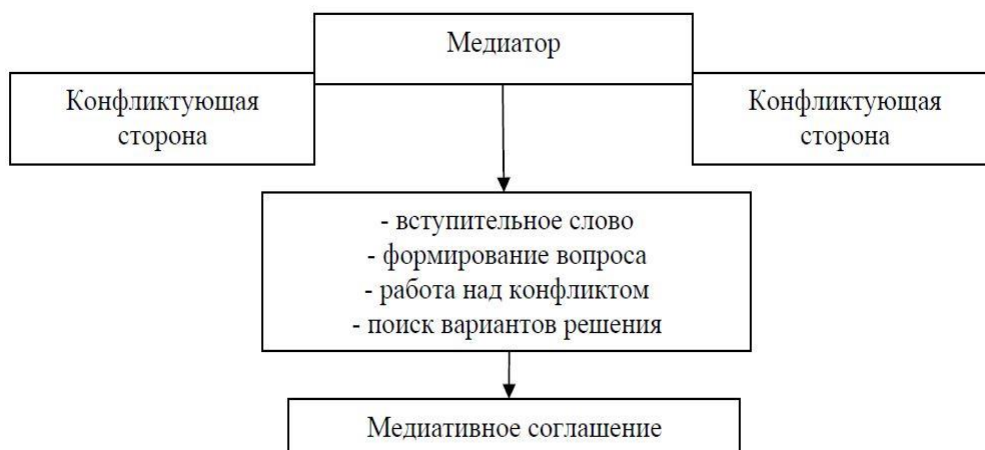 Медиатор
Конфликтующая
сторона
Конфликтующая
сторона
- вступительное слово
- формирование вопроса
- работа над конфликтом
- поиск вариантов решения
Медиативное соглашение